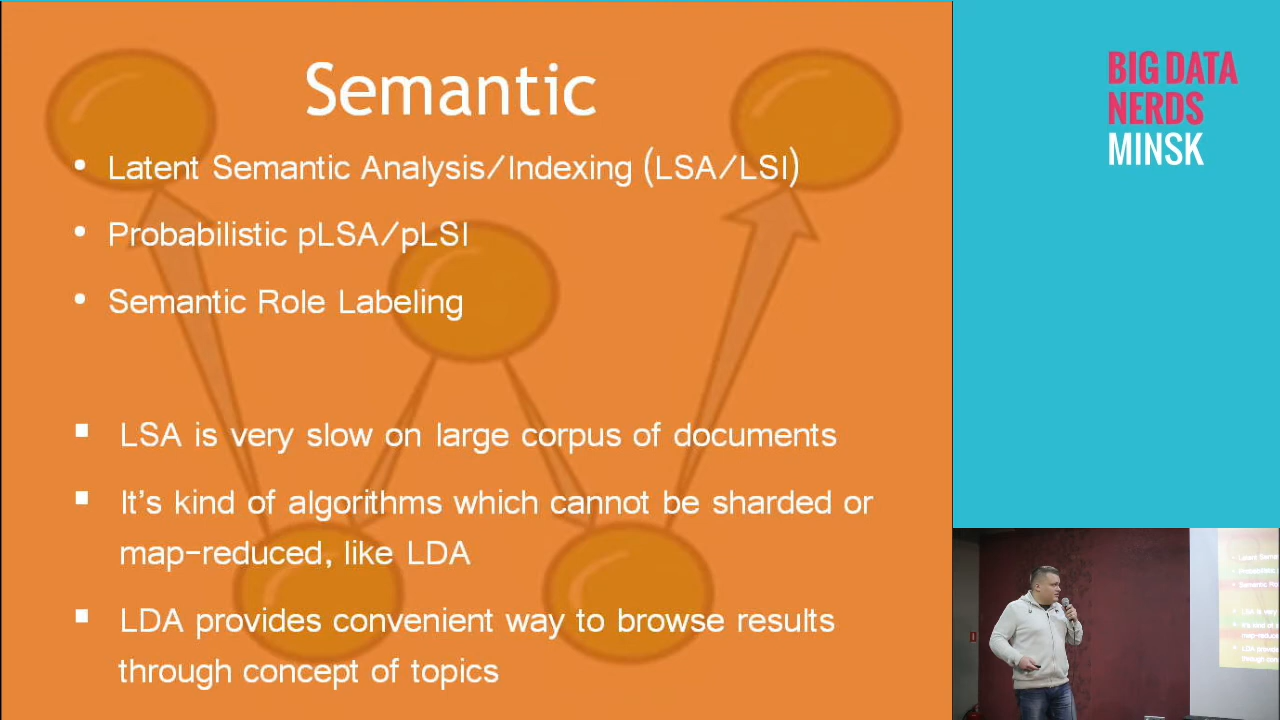 Semantic
• Latent Semantic Analysis/Indexing (LSA/LSI)
• Probabilistic pLSA/pLSI
• Semantic Role Labeling
▪ LSA is very slow on large corpus of documents
▪ It's kind of algorithms which cannot be sharded or
map-reduced, like LDA
▪ LDA provides convenient way to browse results
through concept of topics
BIG DATA
NERDS
MINSK